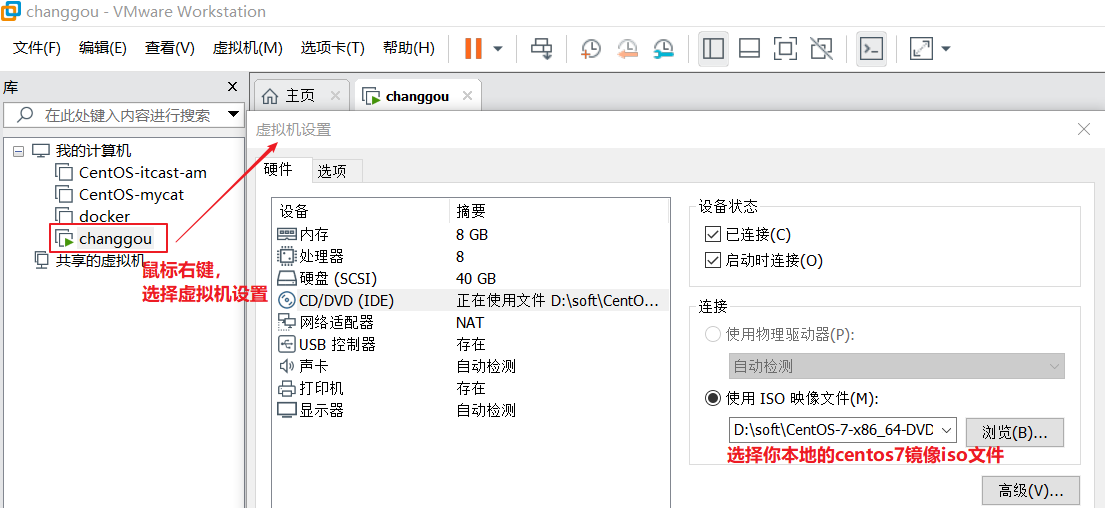 changgou - VMware Workstation
文件(F) 编辑(E) 查看(V) 虚拟机(M) 选项卡(T) 帮助(H)
库
在此处键入内容进行搜索
我的计算机
CentOS-itcast-am
CentOS-mycat
docker
changgou
共享的虚拟机
鼠标右键，
选择虚拟机设置
主页
changgou
虚拟机设置
硬件 选项
设备 摘要
内存 8 GB
处理器 8
硬盘 (SCSI) 40 GB
CD/DVD (IDE) 正在使用文件 D:\soft\CentO...
网络适配器 NAT
USB 控制器 存在
声卡 自动检测
打印机 存在
显示器 自动检测
设备状态
已连接(C)
启动时连接(O)
连接
使用物理驱动器(P):
自动检测
使用 ISO 映像文件(M):
D:\soft\CentOS-7-x86_64-DVD 浏览(B)...
选择你本地的centos7镜像iso文件
高级(V)...